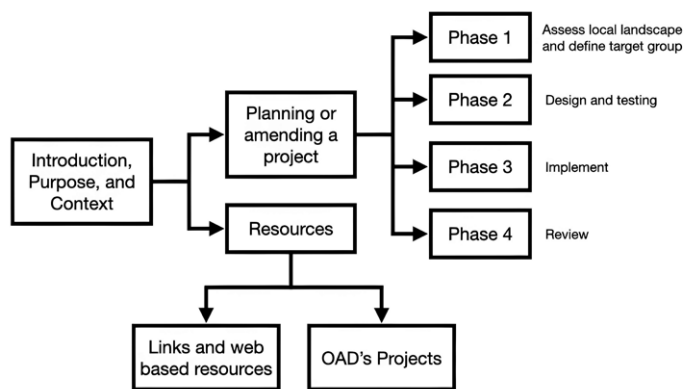 Introduction,
Purpose, and
Context
Planning or
amending a
project
Resources
Phase 1
Assess local landscape
and define target group
Phase 2
Design and testing
Phase 3
Implement
Phase 4
Review
Links and web
based resources
OAD's Projects